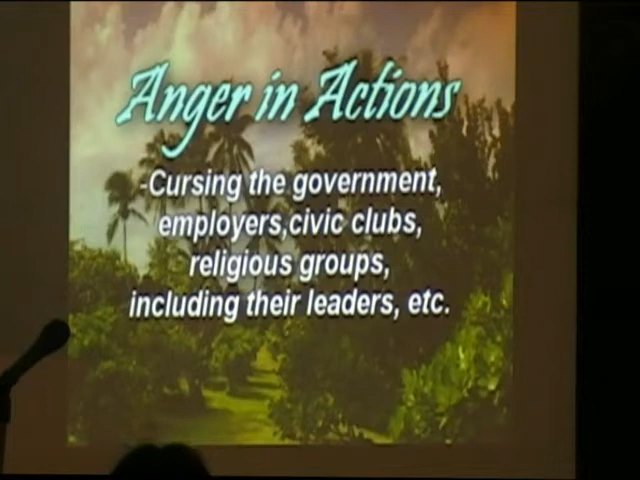 Anger in Actions
-Cursing the government,
employers,civic clubs,
religious groups,
including their leaders, etc.